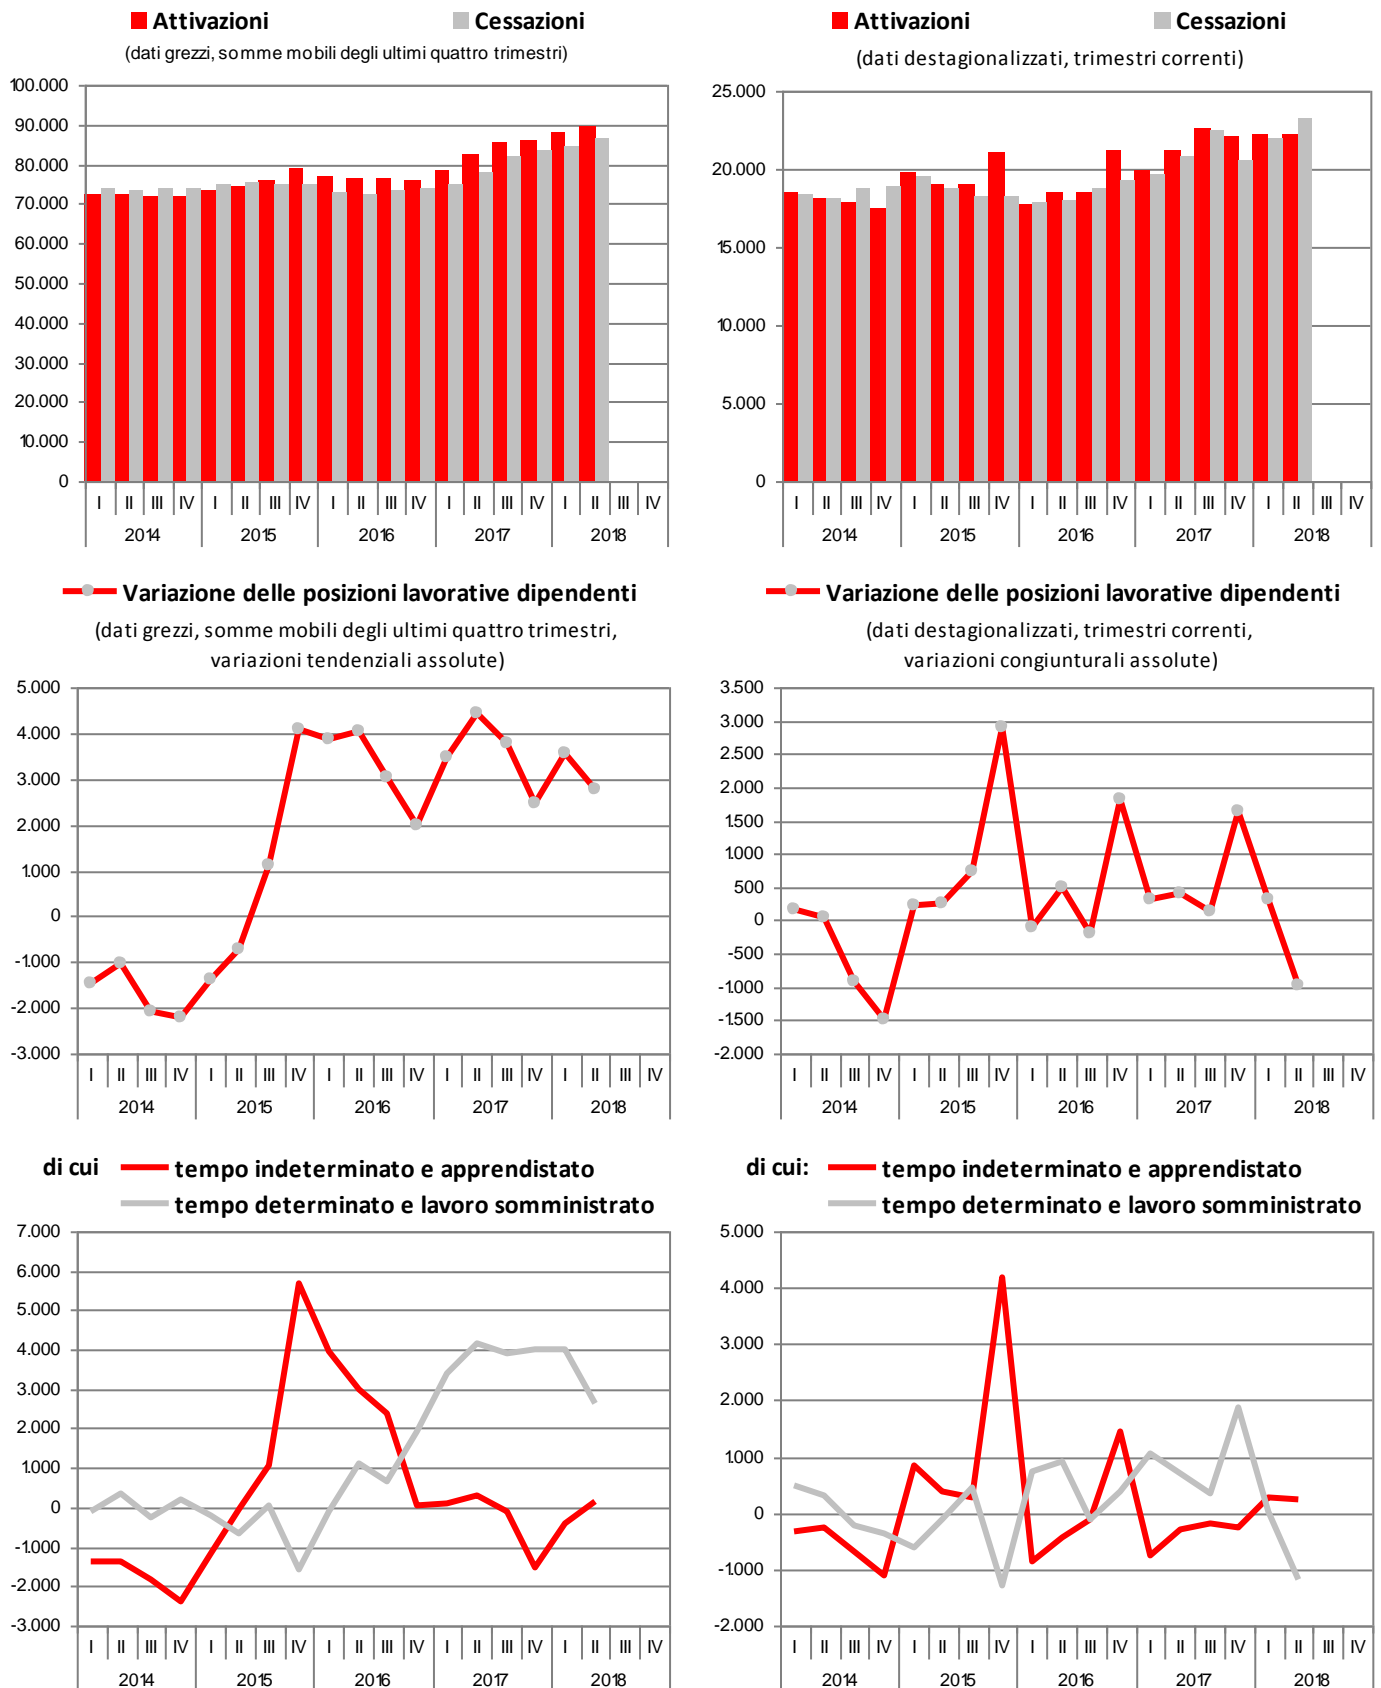 Attivazioni Cessazioni
(dati grezzi, somme mobili degli ultimi quattro trimestri)
100.000
90.000
80.000
70.000
60.000
50.000
40.000
30.000
20.000
10.000
0
I II III IV I II III IV I II III IV I II III IV I II III IV
2014 2015 2016 2017 2018
Attivazioni Cessazioni
(dati destagionalizzati, trimestri correnti)
25.000
20.000
15.000
10.000
5.000
0
I II III IV I II III IV I II III IV I II III IV I II III IV
2014 2015 2016 2017 2018
Variazione delle posizioni lavorative dipendenti
(dati grezzi, somme mobili degli ultimi quattro trimestri,
variazioni tendenziali assolute)
5.000
4.000
3.000
2.000
1.000
0
-1.000
-2.000
-3.000
I II III IV I II III IV I II III IV I II III IV I II III IV
2014 2015 2016 2017 2018
Variazione delle posizioni lavorative dipendenti
(dati destagionalizzati, trimestri correnti,
variazioni congiunturali assolute)
3.500
3.000
2.500
2.000
1.500
1.000
500
0
-500
-1.000
-1.500
-2.000
I II III IV I II III IV I II III IV I II III IV I II III IV
2014 2015 2016 2017 2018
di cui tempo indeterminato e apprendistato
tempo determinato e lavoro somministrato
7.000
6.000
5.000
4.000
3.000
2.000
1.000
0
-1.000
-2.000
-3.000
I II III IV I II III IV I II III IV I II III IV I II III IV
2014 2015 2016 2017 2018
di cui: tempo indeterminato e apprendistato
tempo determinato e lavoro somministrato
5.000
4.000
3.000
2.000
1.000
0
-1.000
-2.000
I II III IV I II III IV I II III IV I II III IV I II III IV
2014 2015 2016 2017 2018